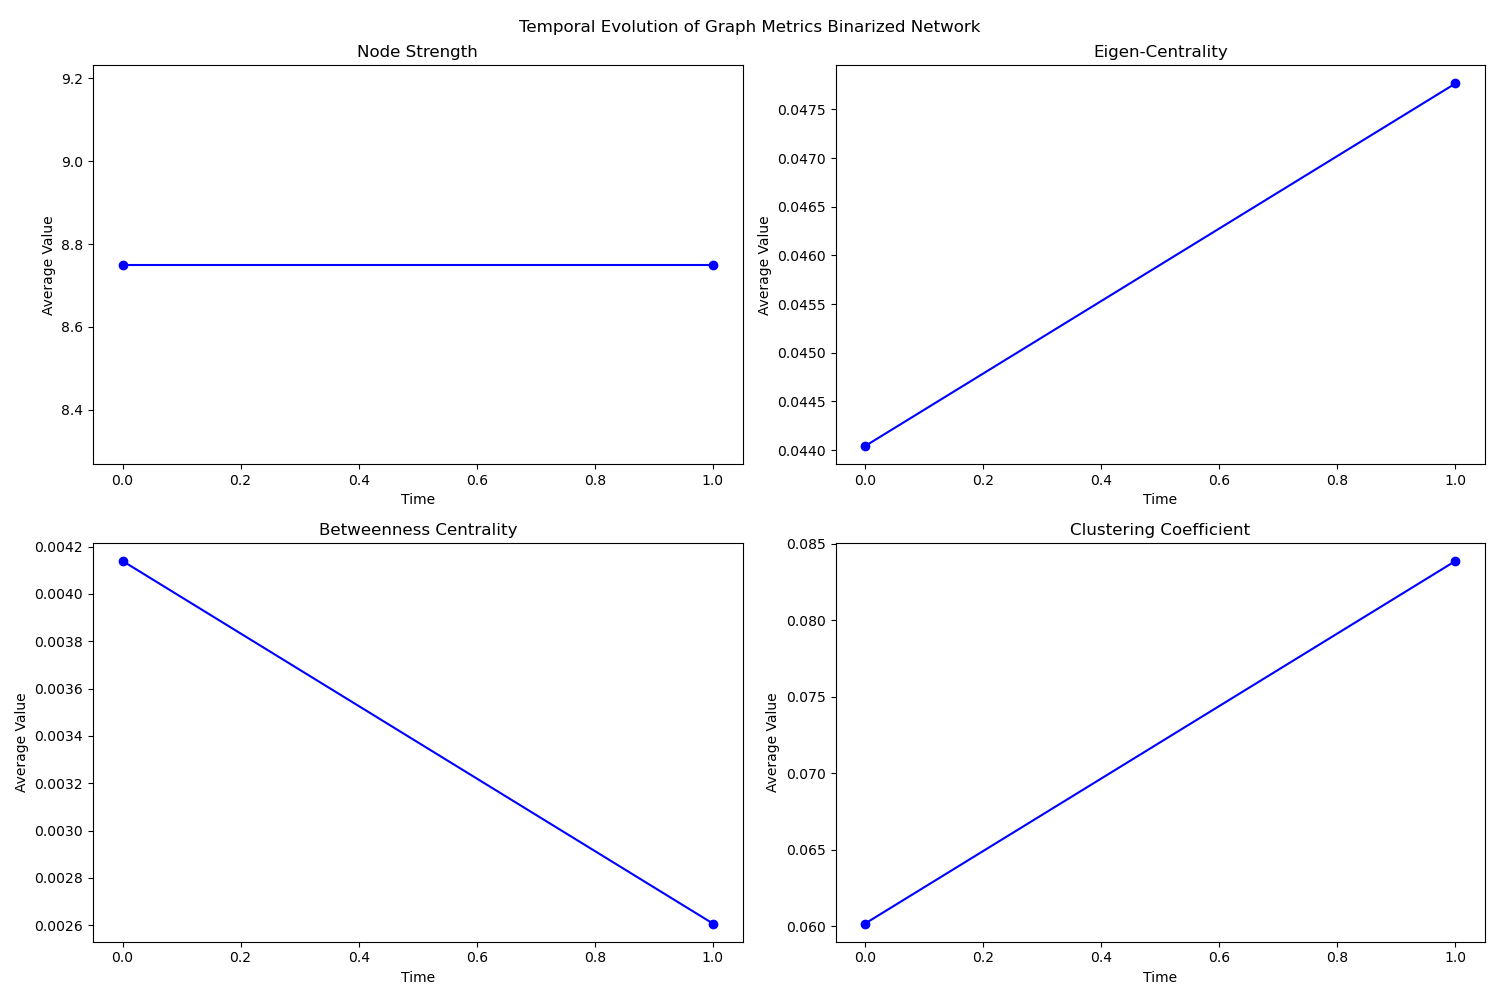 Temporal Evolution of Graph Metrics Binarized Network
Node Strength
9.2
9.0
8.8
8.6
8.4
Average Value
0.0 0.2 0.4 0.6 0.8 1.0
Time
Eigen-Centrality
0.0475
0.0470
0.0465
0.0460
0.0455
0.0450
0.0445
0.0440
Average Value
0.0 0.2 0.4 0.6 0.8 1.0
Time
Betweenness Centrality
0.0042
0.0040
0.0038
0.0036
0.0034
0.0032
0.0030
0.0028
0.0026
Average Value
0.0 0.2 0.4 0.6 0.8 1.0
Time
Clustering Coefficient
0.085
0.080
0.075
0.070
0.065
0.060
Average Value
0.0 0.2 0.4 0.6 0.8 1.0
Time